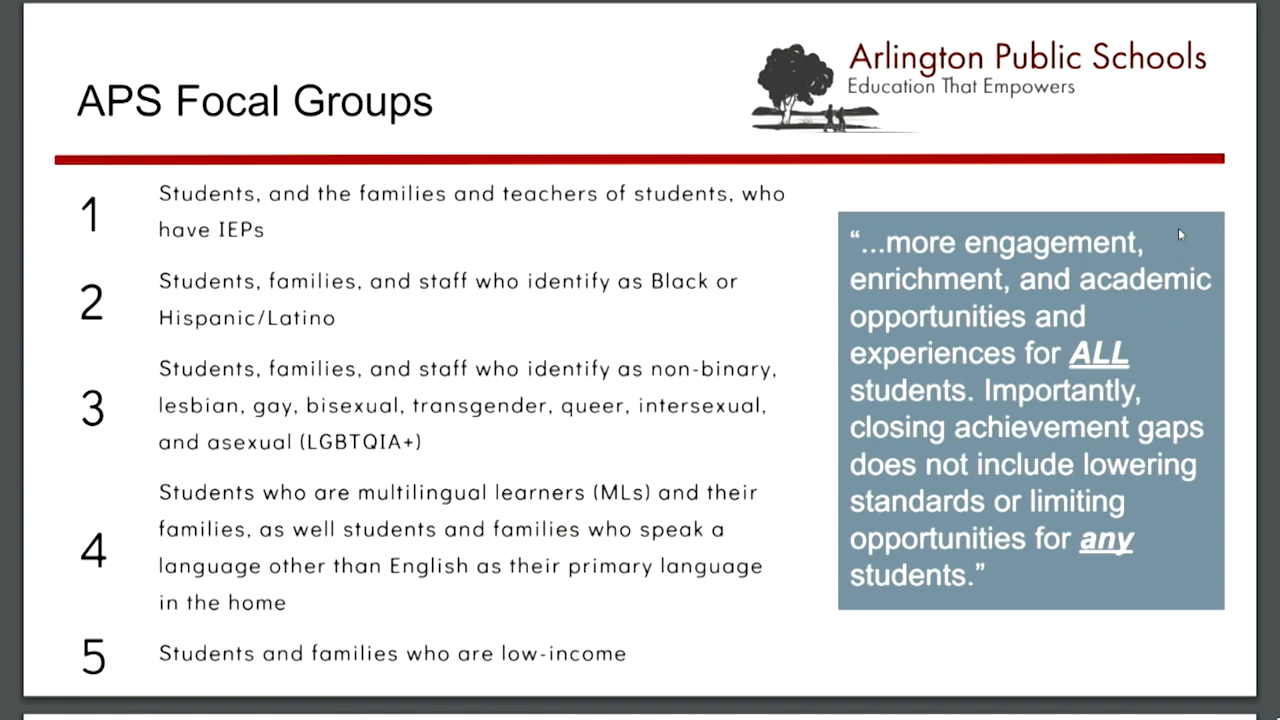 Arlington Public Schools
Education That Empowers
APS Focal Groups
1
Students, and the families and teachers of students, who
have IEPs
2
Students, families, and staff who identify as Black or
Hispanic/Latino
3
Students, families, and staff who identify as non-binary,
lesbian, gay, bisexual, transgender, queer, intersexual,
and asexual (LGBTQIA+)
4
Students who are multilingual learners (MLs) and their
families, as well students and families who speak a
language other than English as their primary language
in the home
5
Students and families who are low-income
“...more engagement,
enrichment, and academic
opportunities and
experiences for ALL
students. Importantly,
closing achievement gaps
does not include lowering
standards or limiting
opportunities for any
students.”